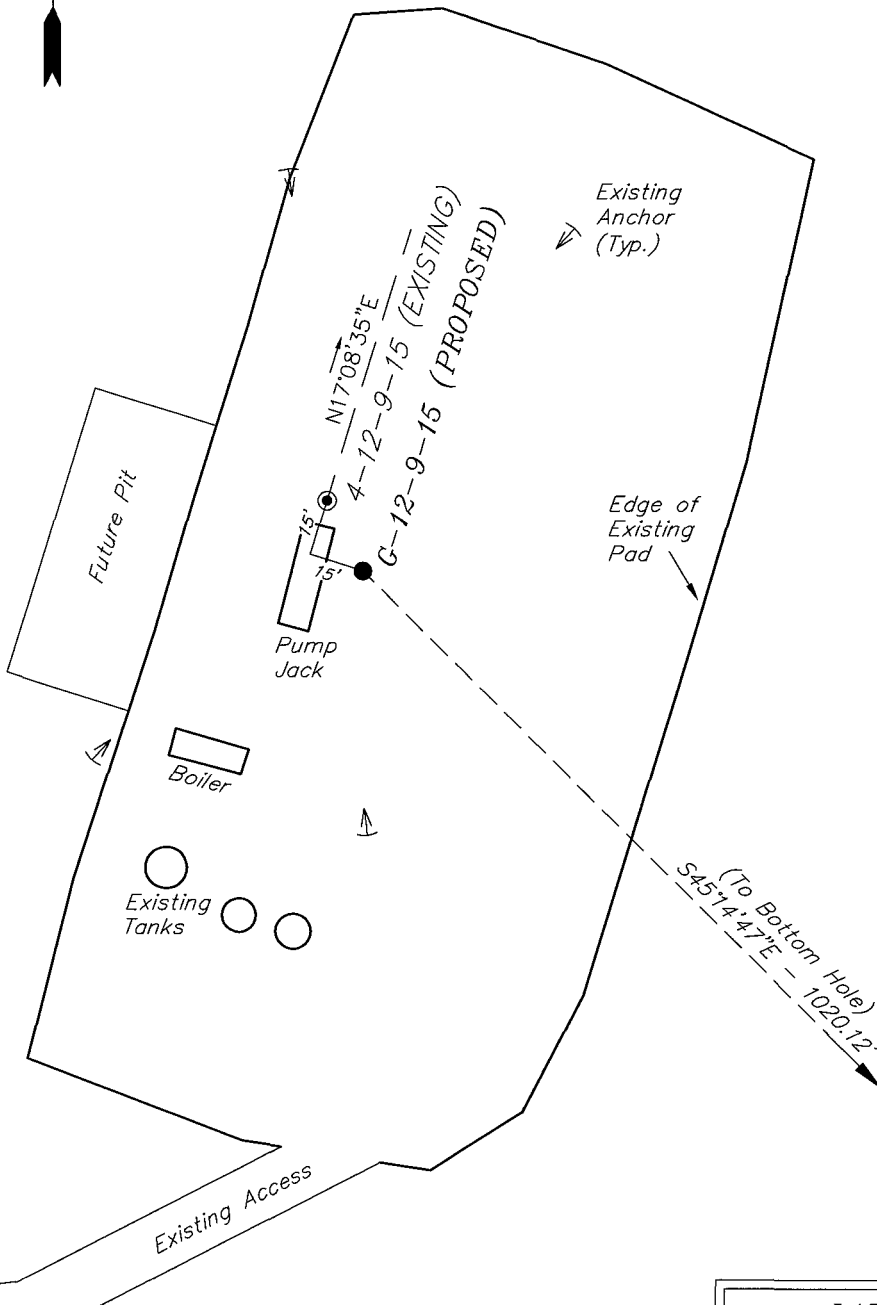 Existing
Anchor
(Typ.)
N17°08'35"E
4-12-9-15 (EXISTING)
G-12-9-15 (PROPOSED)
Future Pit
15'
15'
Edge of
Existing
Pad
Pump
Jack
Boiler
Existing
Tanks
(To Bottom Hole)
S45°14'47"E - 1020.12'
Existing Access